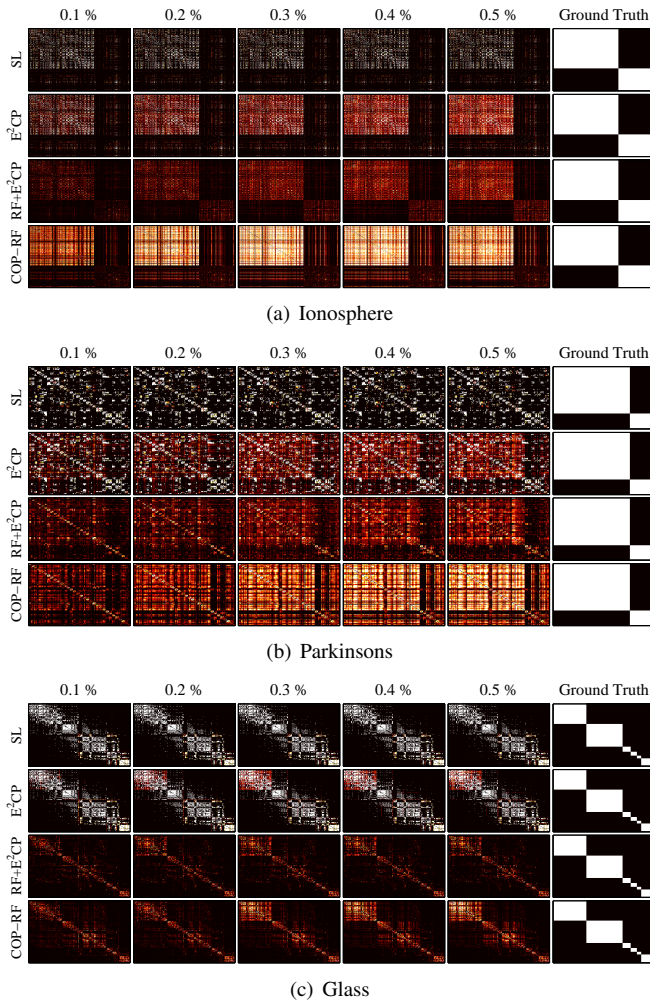 0.1 % 0.2 % 0.3 % 0.4 % 0.5 % Ground Truth
SL
E²CP
RF+E²CP
COP−RF
(a) Ionosphere
0.1 % 0.2 % 0.3 % 0.4 % 0.5 % Ground Truth
SL
E²CP
RF+E²CP
COP−RF
(b) Parkinsons
0.1 % 0.2 % 0.3 % 0.4 % 0.5 % Ground Truth
SL
E²CP
RF+E²CP
COP−RF
(c) Glass